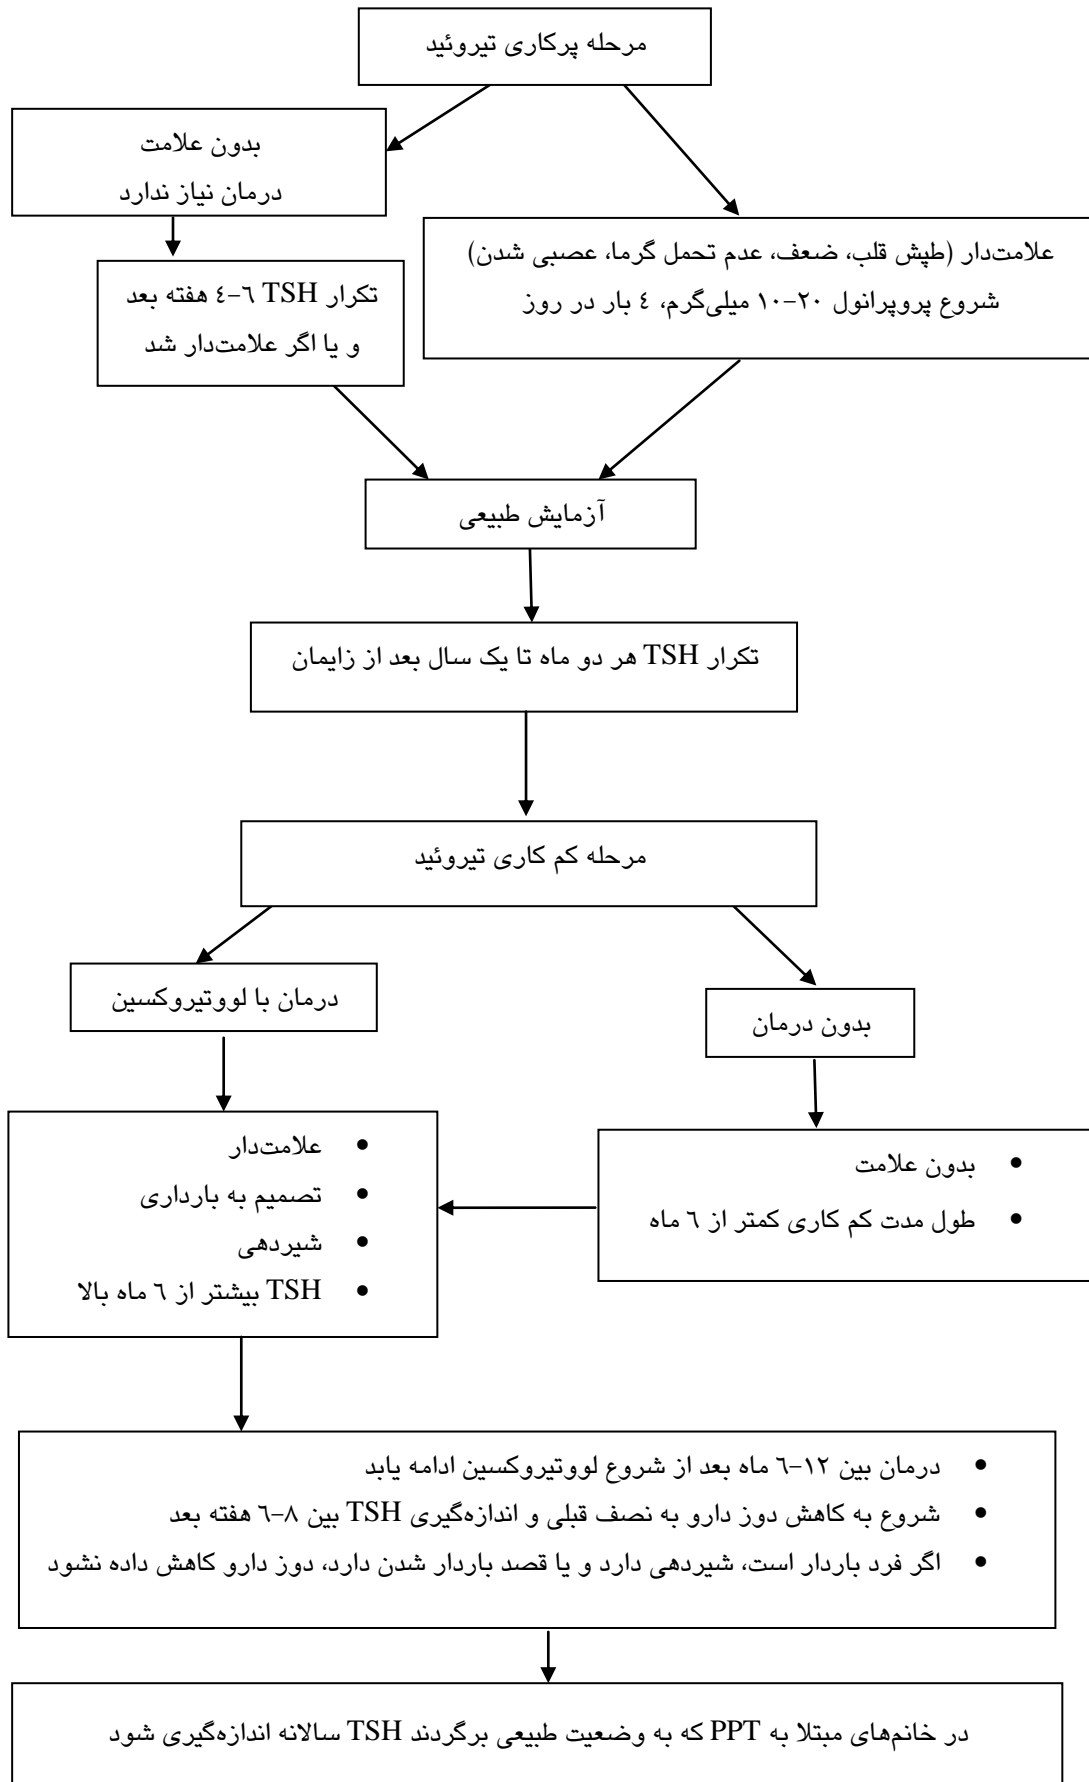 مرحله پرکاری تیروئید
بدون علامت
درمان نیاز ندارد
علامت‌دار (طپش قلب، ضعف، عدم تحمل گرما، عصبی شدن)
شروع پروپرانول ۲۰-۱۰ میلی‌گرم، ٤ بار در روز
تکرار TSH ٦-٤ هفته بعد
و یا اگر علامت‌دار شد
آزمایش طبیعی
تکرار TSH هر دو ماه تا یک سال بعد از زایمان
مرحله کم کاری تیروئید
درمان با لووتیروکسین
بدون درمان
• علامت‌دار
• تصمیم به بارداری
• شیردهی
• TSH بیشتر از ٦ ماه بالا
• بدون علامت
• طول مدت کم کاری کمتر از ٦ ماه
• درمان بین ۱۲-٦ ماه بعد از شروع لووتیروکسین ادامه یابد
• شروع به کاهش دوز دارو به نصف قبلی و اندازه‌گیری TSH بین ۸-٦ هفته بعد
• اگر فرد باردار است، شیردهی دارد و یا قصد باردار شدن دارد، دوز دارو کاهش داده نشود
در خانم‌های مبتلا به PPT که به وضعیت طبیعی برگردند TSH سالانه اندازه‌گیری شود